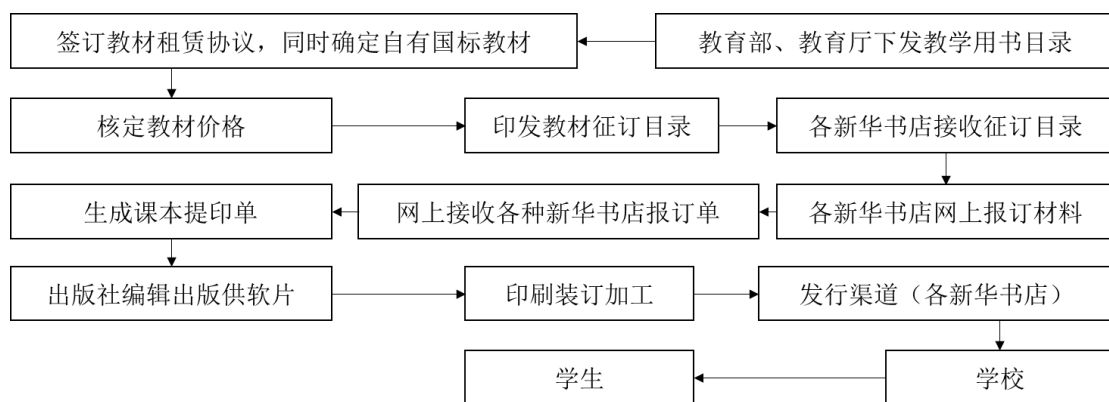 签订教材租赁协议，同时确定自有国标教材
教育部、教育厅下发教学用书目录
核定教材价格
印发教材征订目录
各新华书店接收征订目录
生成课本提印单
网上接收各种新华书店报订单
各新华书店网上报订材料
出版社编辑出版供软片
印刷装订加工
发行渠道（各新华书店）
学生
学校